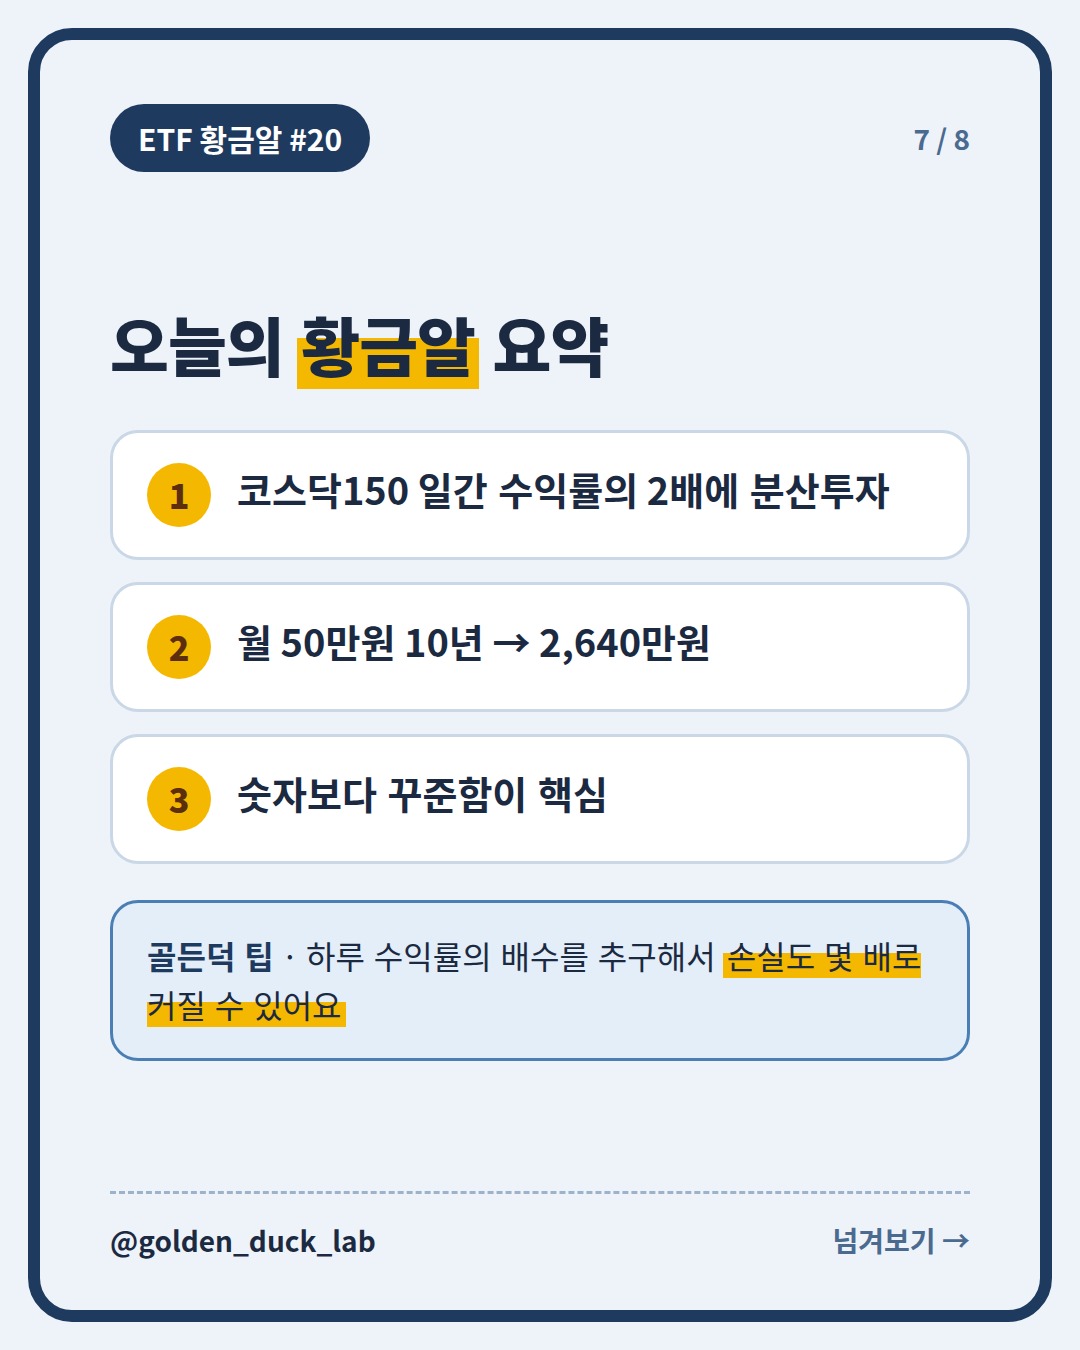 ETF 황금알 #20
7 / 8
오늘의 황금알 요약
1 코스닥150 일간 수익률의 2배에 분산투자
2 월 50만원 10년 → 2,640만원
3 숫자보다 꾸준함이 핵심
골든덕 팁 · 하루 수익률의 배수를 추구해서 손실도 몇 배로
커질 수 있어요
@golden_duck_lab
넘겨보기 →